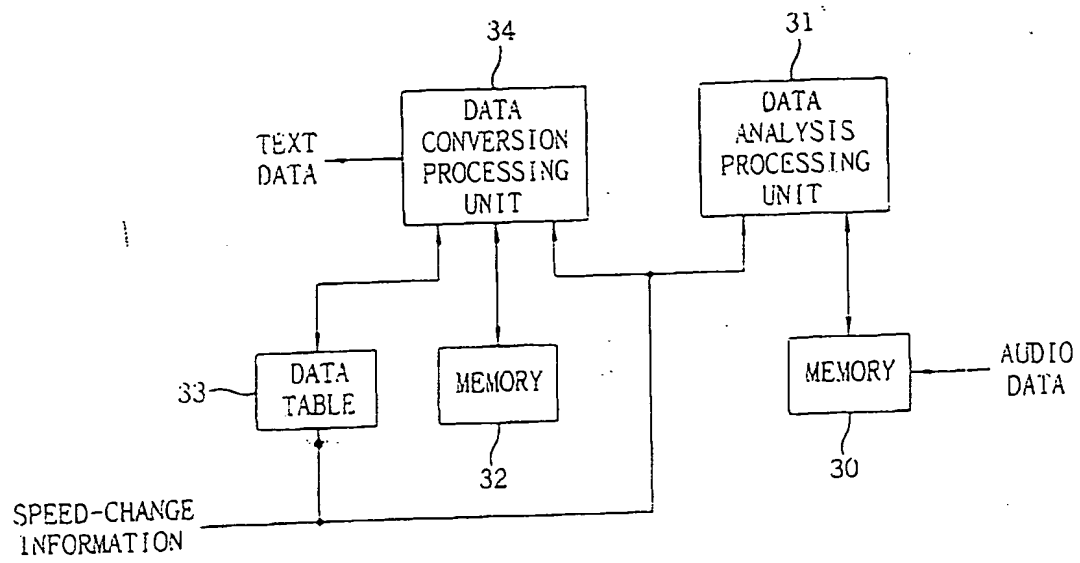 34
DATA
CONVERSION
PROCESSING
UNIT
31
DATA
ANALYSIS
PROCESSING
UNIT
TEXT
DATA
33
DATA
TABLE
MEMORY
32
MEMORY
30
AUDIO
DATA
SPEED-CHANGE
INFORMATION